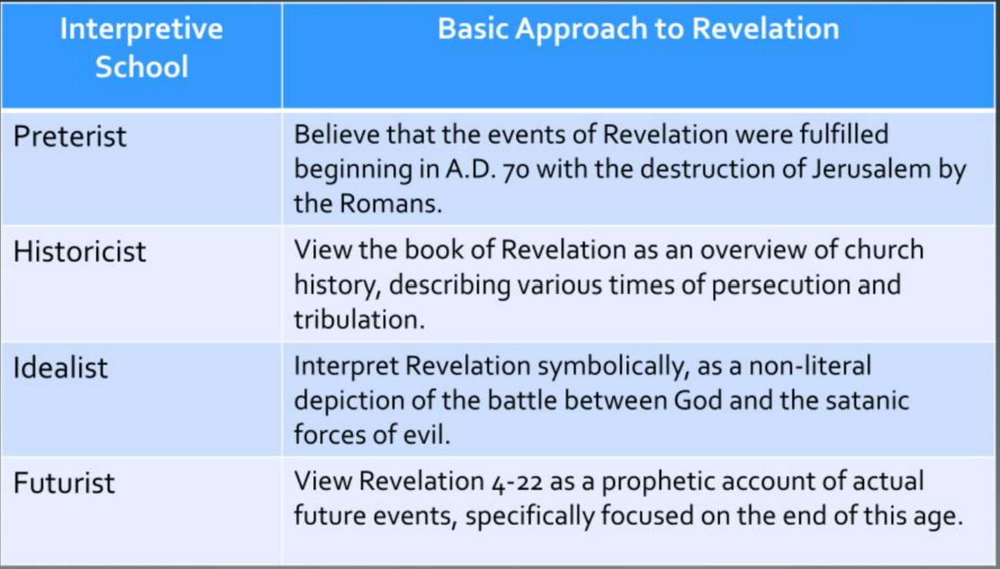 Interpretive
School
Basic Approach to Revelation
Preterist
Believe that the events of Revelation were fulfilled
beginning in A.D. 70 with the destruction of Jerusalem by
the Romans.
Historicist
View the book of Revelation as an overview of church
history, describing various times of persecution and
tribulation.
Idealist
Interpret Revelation symbolically, as a non-literal
depiction of the battle between God and the satanic
forces of evil.
Futurist
View Revelation 4-22 as a prophetic account of actual
future events, specifically focused on the end of this age.